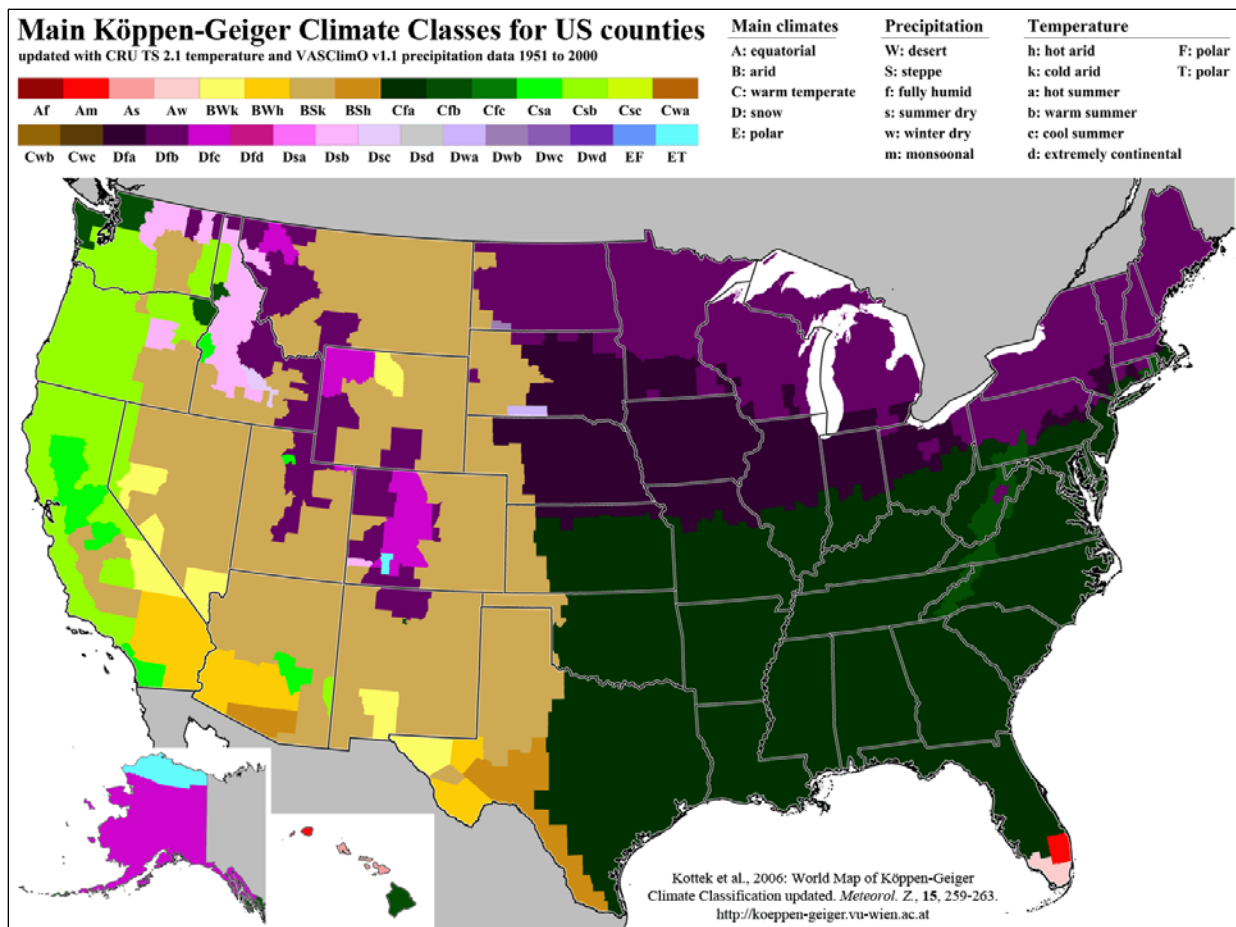 Main Köppen-Geiger Climate Classes for US counties
updated with CRU TS 2.1 temperature and VASClimO v1.1 precipitation data 1951 to 2000
Af Am As Aw BWk BWh BSk BSh Cfa Cfb Cfc Csa Csb Csc Cwa
Cwb Cwc Dfa Dfb Dfc Dfd Dsa Dsb Dsc Dsd Dwa Dwb Dwc Dwd EF ET
Main climates
A: equatorial
B: arid
C: warm temperate
D: snow
E: polar
Precipitation
W: desert
S: steppe
f: fully humid
s: summer dry
w: winter dry
m: monsoonal
Temperature
h: hot arid F: polar
k: cold arid T: polar
a: hot summer
b: warm summer
c: cool summer
d: extremely continental
Kottek et al., 2006: World Map of Köppen-Geiger
Climate Classification updated. Meteorol. Z., 15, 259-263.
http://koeppen-geiger.vu-wien.ac.at